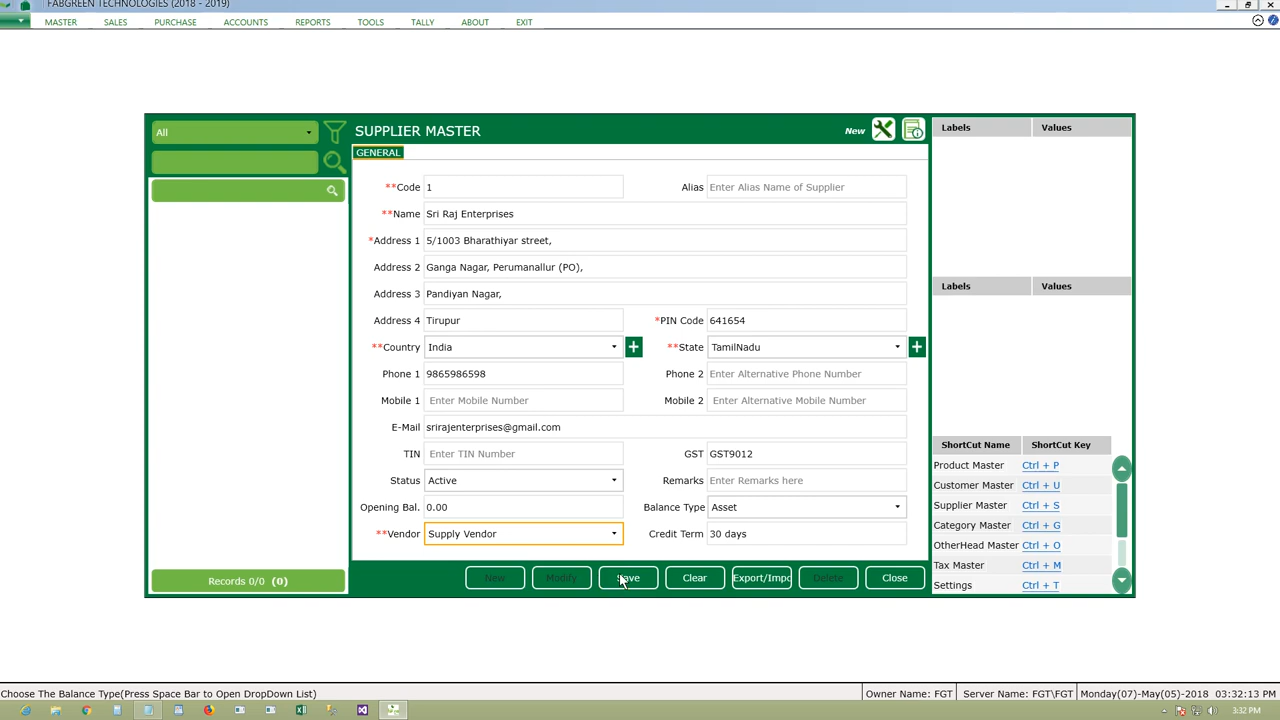 FABGREEN TECHNOLOGIES (2018 - 2019)
MASTER SALES PURCHASE ACCOUNTS REPORTS TOOLS TALLY ABOUT EXIT
All
Records 0/0 (0)
SUPPLIER MASTER New
GENERAL
**Code 1 Alias Enter Alias Name of Supplier
**Name Sri Raj Enterprises
*Address 1 5/1003 Bharathiyar street,
Address 2 Ganga Nagar, Perumanallur (PO),
Address 3 Pandiyan Nagar,
Address 4 Tirupur *PIN Code 641654
**Country India **State TamilNadu
Phone 1 9865986598 Phone 2 Enter Alternative Phone Number
Mobile 1 Enter Mobile Number Mobile 2 Enter Alternative Mobile Number
E-Mail srirajenterprises@gmail.com
TIN Enter TIN Number GST GST9012
Status Active Remarks Enter Remarks here
Opening Bal. 0.00 Balance Type Asset
**Vendor Supply Vendor Credit Term 30 days
New Modify Save Clear Export/Impo Delete Close
Labels Values
Labels Values
ShortCut Name ShortCut Key
Product Master Ctrl + P
Customer Master Ctrl + U
Supplier Master Ctrl + S
Category Master Ctrl + G
OtherHead Master Ctrl + O
Tax Master Ctrl + M
Settings Ctrl + T
Choose The Balance Type(Press Space Bar to Open DropDown List) Owner Name: FGT Server Name: FGT\FGT Monday(07)-May(05)-2018 03:32:13 PM
3:32 PM